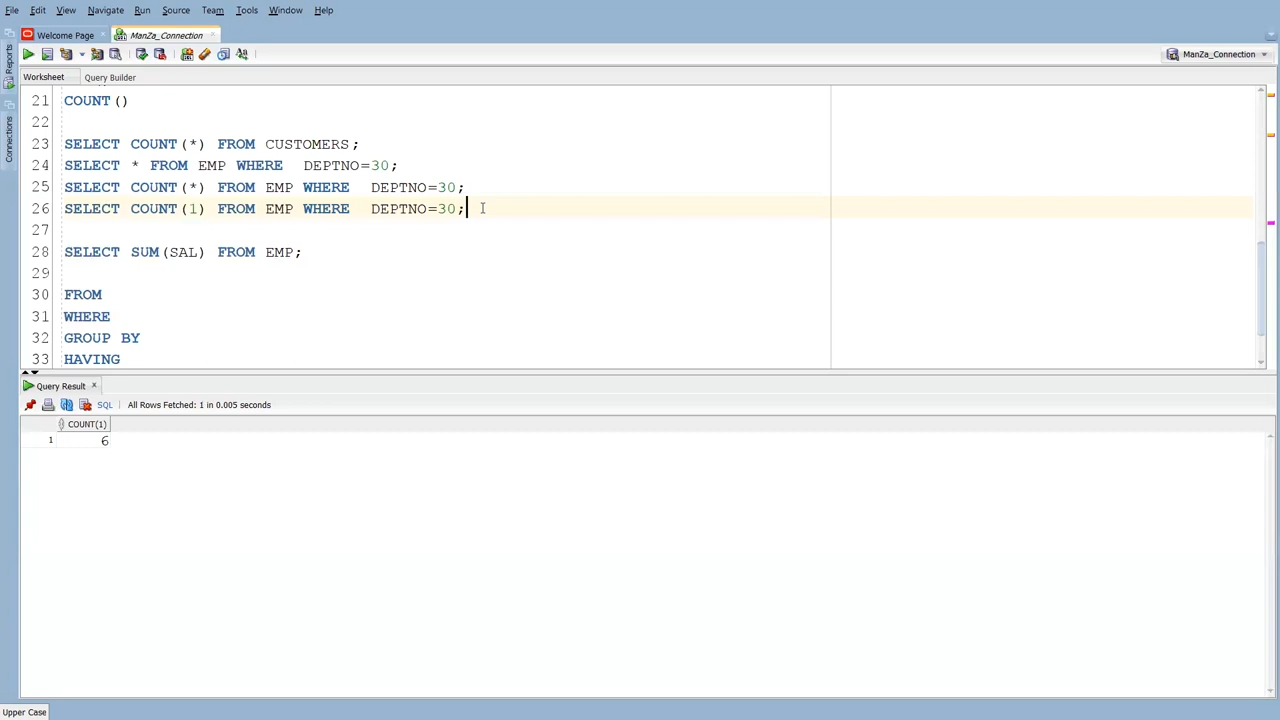 File Edit View Navigate Run Source Team Tools Window Help
Welcome Page ManZa_Connection
ManZa_Connection
Worksheet Query Builder
Reports
Connections
21 COUNT()
22
23 SELECT COUNT(*) FROM CUSTOMERS;
24 SELECT * FROM EMP WHERE DEPTNO=30;
25 SELECT COUNT(*) FROM EMP WHERE DEPTNO=30;
26 SELECT COUNT(1) FROM EMP WHERE DEPTNO=30;
27
28 SELECT SUM(SAL) FROM EMP;
29
30 FROM
31 WHERE
32 GROUP BY
33 HAVING
Query Result
SQL All Rows Fetched: 1 in 0.005 seconds
COUNT(1)
1 6
Upper Case